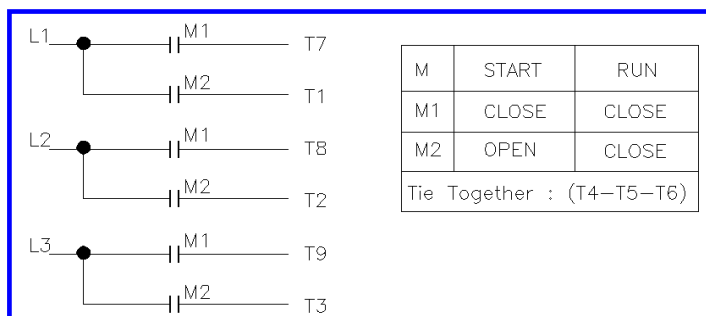 L1
M1
T7
M2
T1
L2
M1
T8
M2
T2
L3
M1
T9
M2
T3
M START RUN
M1 CLOSE CLOSE
M2 OPEN CLOSE
Tie Together : (T4-T5-T6)